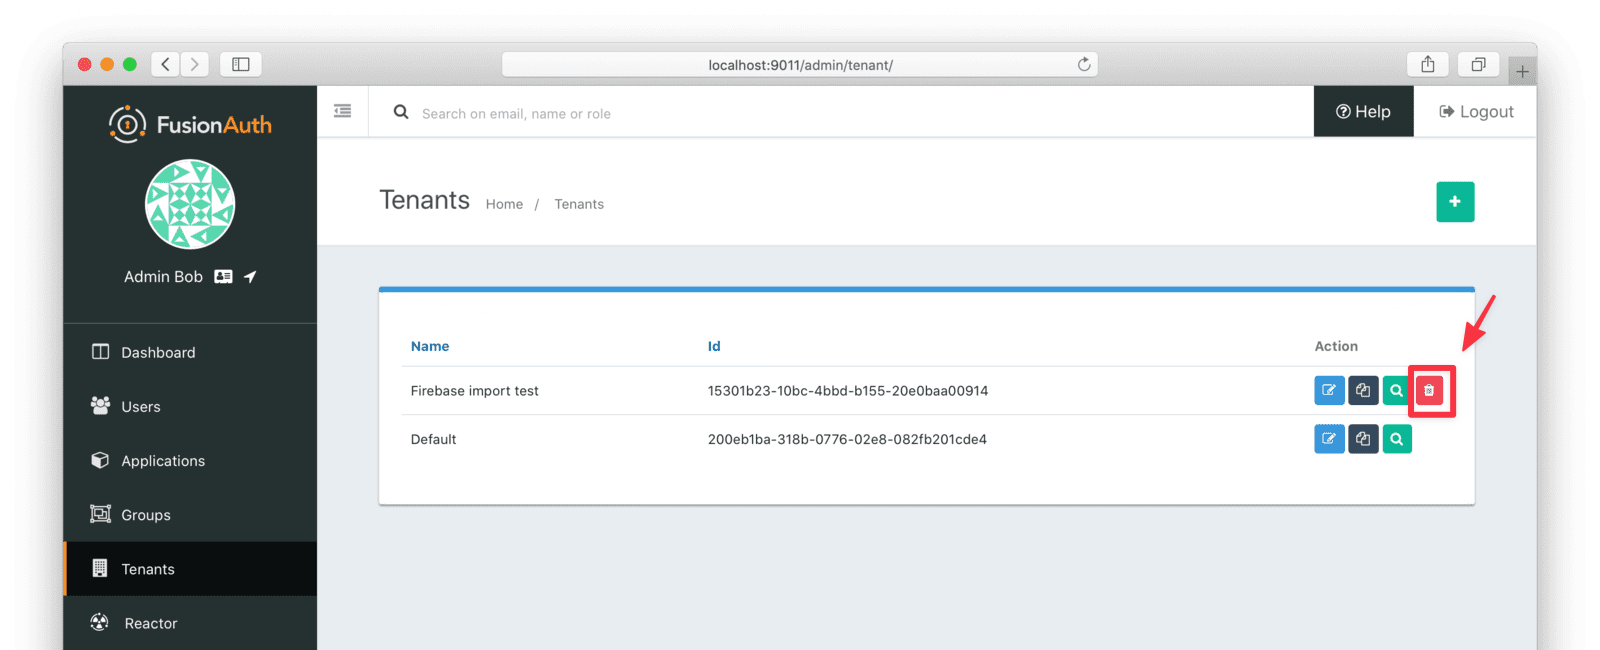 localhost:9011/admin/tenant/
FusionAuth
Search on email, name or role
Help
Logout
Tenants Home / Tenants
Admin Bob
Dashboard
Users
Applications
Groups
Tenants
Reactor
Name Id Action
Firebase import test 15301b23-10bc-4bbd-b155-20e0baa00914
Default 200eb1ba-318b-0776-02e8-082fb201cde4